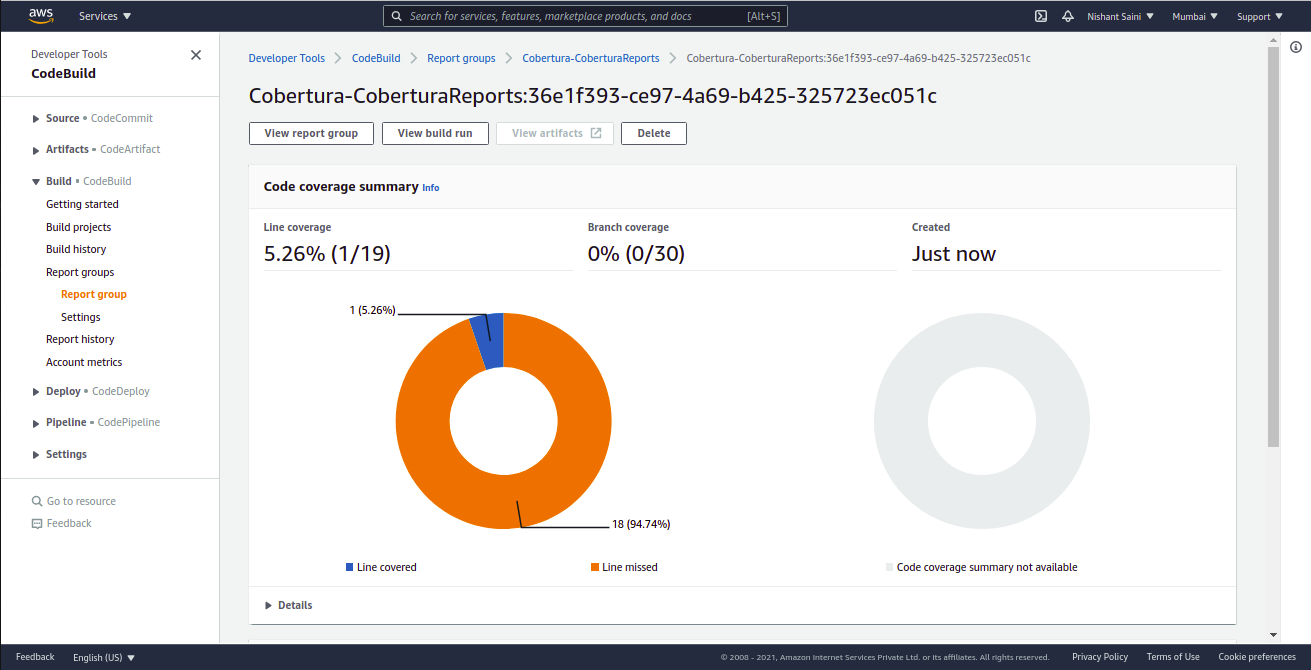 aws
Services ▼
Search for services, features, marketplace products, and docs [Alt+S]
Nishant Saini ▼ Mumbai ▼ Support ▼
Developer Tools
CodeBuild
Source • CodeCommit
Artifacts • CodeArtifact
Build • CodeBuild
Getting started
Build projects
Build history
Report groups
Report group
Settings
Report history
Account metrics
Deploy • CodeDeploy
Pipeline • CodePipeline
Settings
Go to resource
Feedback
Developer Tools > CodeBuild > Report groups > Cobertura-CoberturaReports > Cobertura-CoberturaReports:36e1f393-ce97-4a69-b425-325723ec051c
Cobertura-CoberturaReports:36e1f393-ce97-4a69-b425-325723ec051c
View report group View build run View artifacts Delete
Code coverage summary Info
Line coverage
5.26% (1/19)
Branch coverage
0% (0/30)
Created
Just now
1 (5.26%)
18 (94.74%)
Line covered Line missed
Code coverage summary not available
Details
Feedback English (US) ▼
© 2008 - 2021, Amazon Internet Services Private Ltd. or its affiliates. All rights reserved. Privacy Policy Terms of Use Cookie preferences